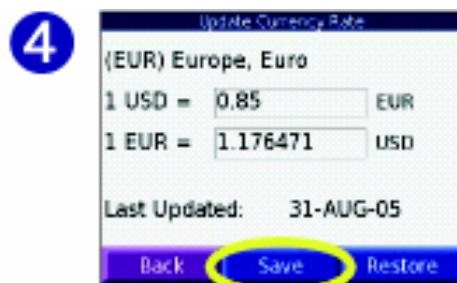 4
Update Currency Rate
(EUR) Europe, Euro
1 USD = 0.85 EUR
1 EUR = 1.176471 USD
Last Updated: 31-AUG-05
Back Save Restore